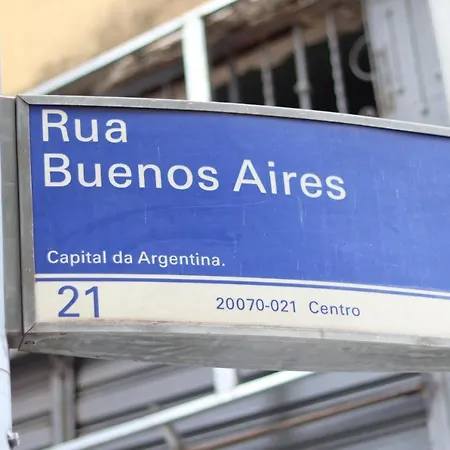 Rua
Buenos Aires
Capital da Argentina.
21 20070-021 Centro